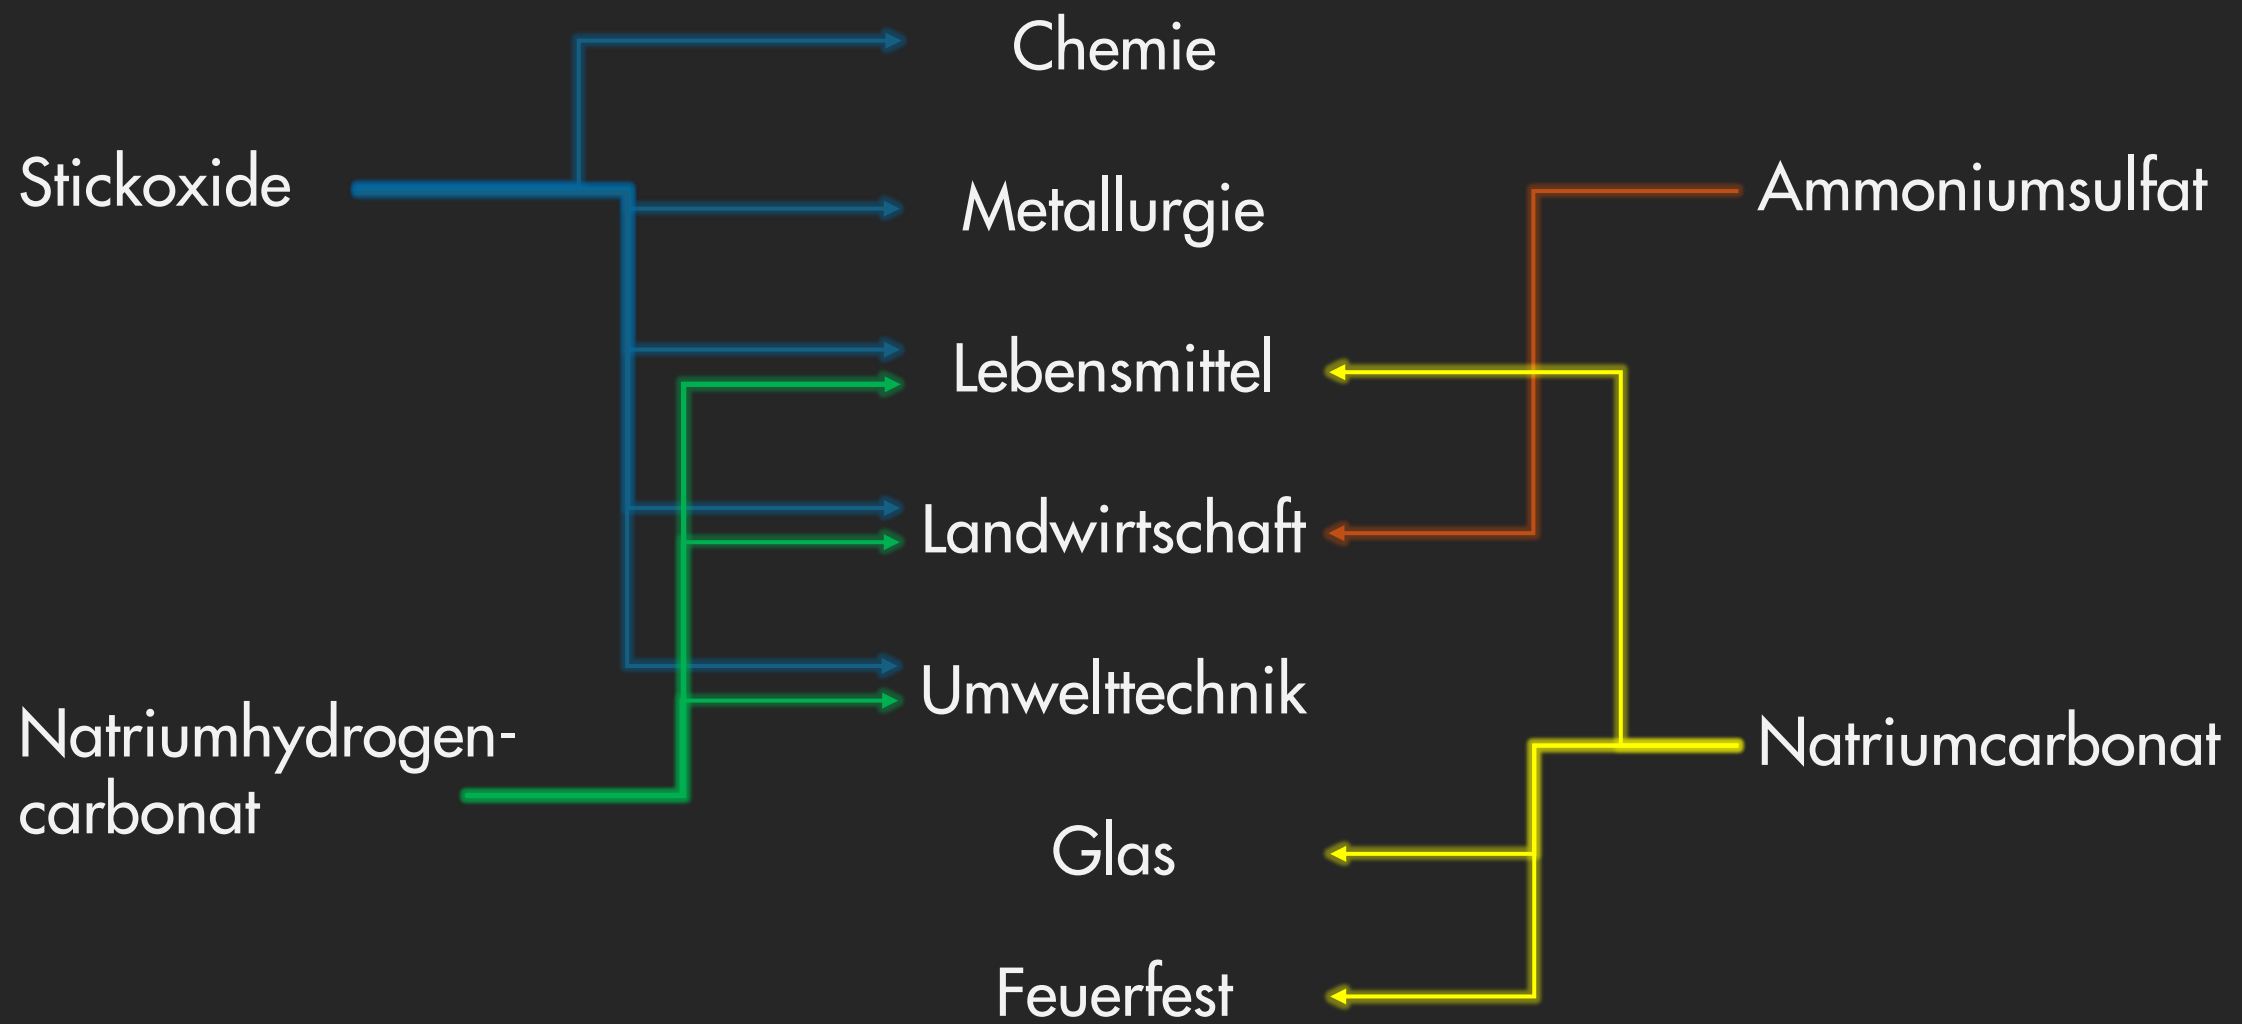 Chemie
Stickoxide
Ammoniumsulfat
Metallurgie
Lebensmittel
Landwirtschaft
Umwelttechnik
Natriumhydrogen-
carbonat
Natriumcarbonat
Glas
Feuerfest